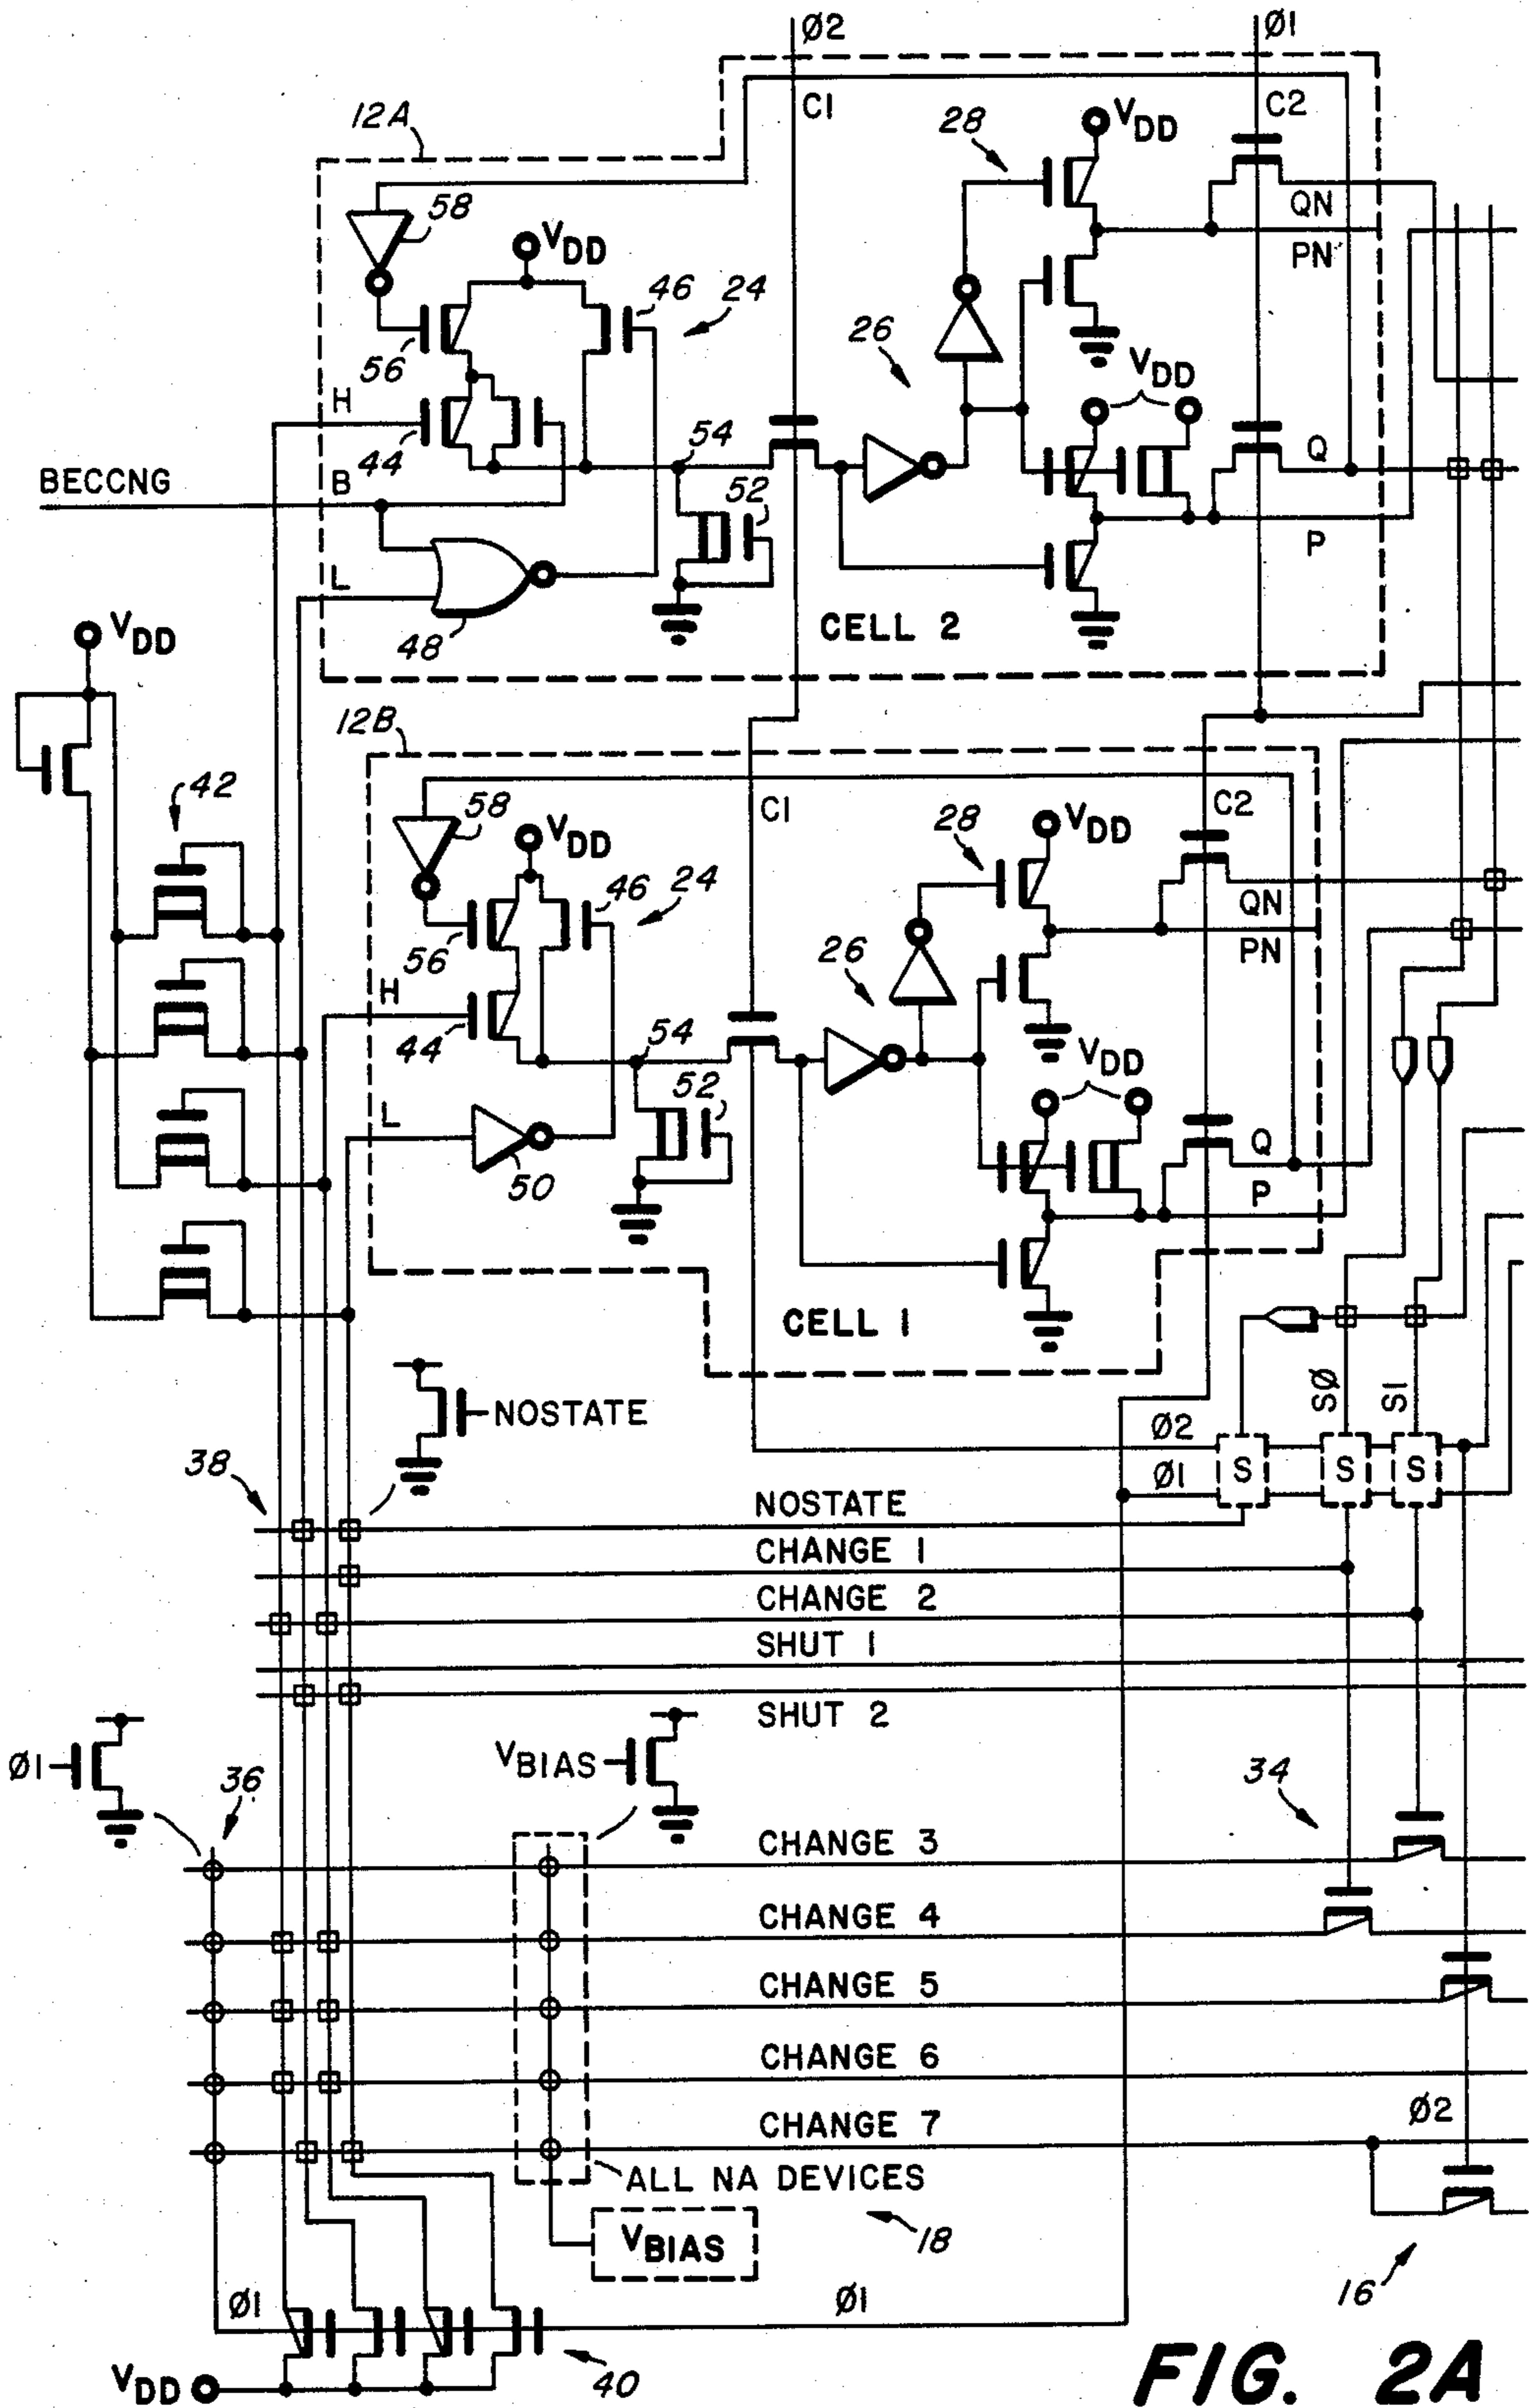 Ø2
Ø1
C1
C2
12A
28
VDD
58
VDD
QN
PN
46
24
26
56
VDD
H
44
54
Q
BECCNG
B
52
P
L
48
CELL 2
VDD
12B
42
C1
C2
58
VDD
28
VDD
46
24
QN
56
26
PN
H
44
54
VDD
L
52
Q
50
P
CELL 1
NOSTATE
SØ
S1
Ø2
38
Ø1
S
S
S
NOSTATE
CHANGE 1
CHANGE 2
SHUT 1
SHUT 2
Ø1
VBIAS
36
34
CHANGE 3
CHANGE 4
CHANGE 5
CHANGE 6
CHANGE 7
Ø2
ALL NA DEVICES
VBIAS
18
16
Ø1
Ø1
VDD
40
FIG. 2A